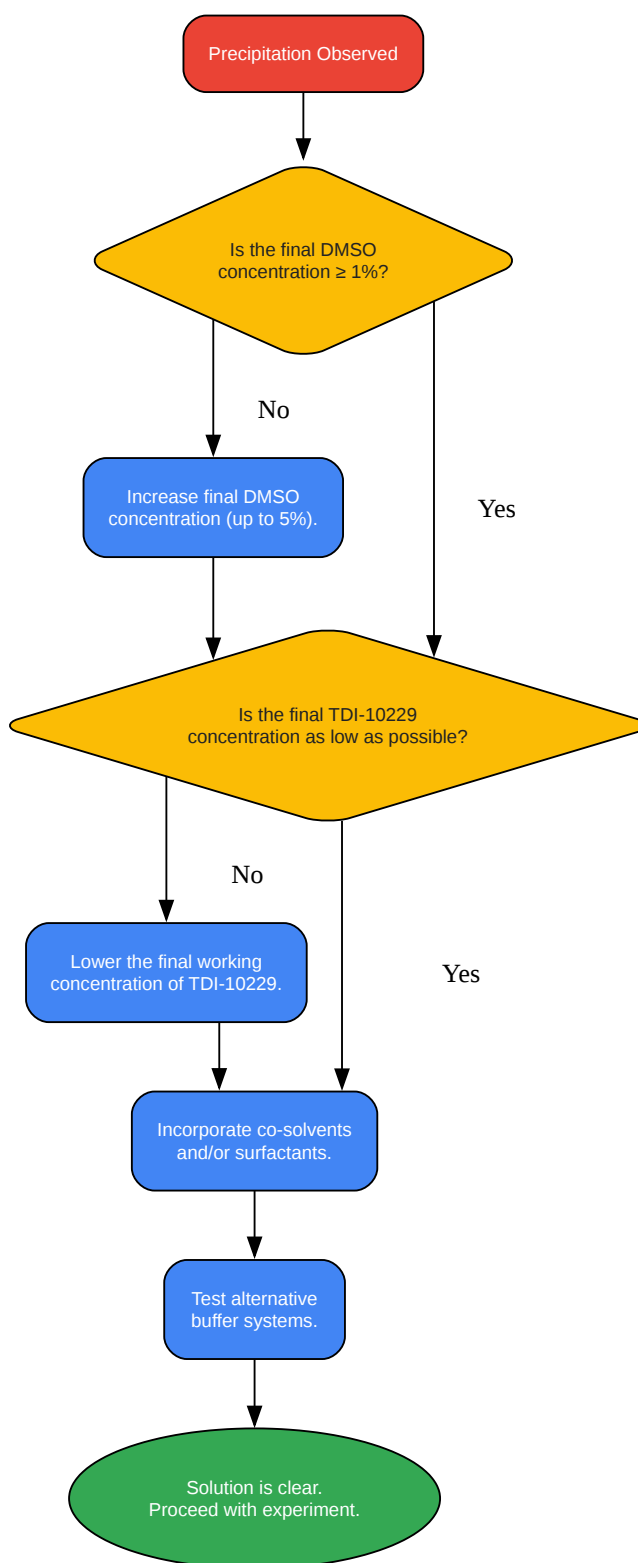 Precipitation Observed
Is the final DMSO
concentration ≥ 1%?
No
Increase final DMSO
concentration (up to 5%).
Yes
Is the final TDI-10229
concentration as low as possible?
No
Lower the final working
concentration of TDI-10229.
Yes
Incorporate co-solvents
and/or surfactants.
Test alternative
buffer systems.
Solution is clear.
Proceed with experiment.